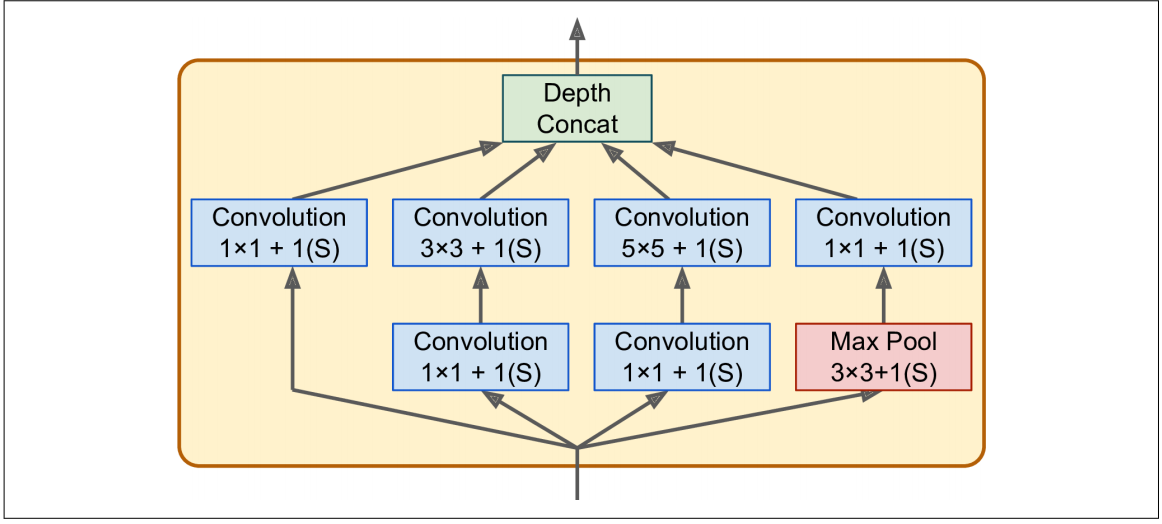 Depth
Concat
Convolution
1×1 + 1(S)
Convolution
3×3 + 1(S)
Convolution
5×5 + 1(S)
Convolution
1×1 + 1(S)
Convolution
1×1 + 1(S)
Convolution
1×1 + 1(S)
Max Pool
3×3+1(S)